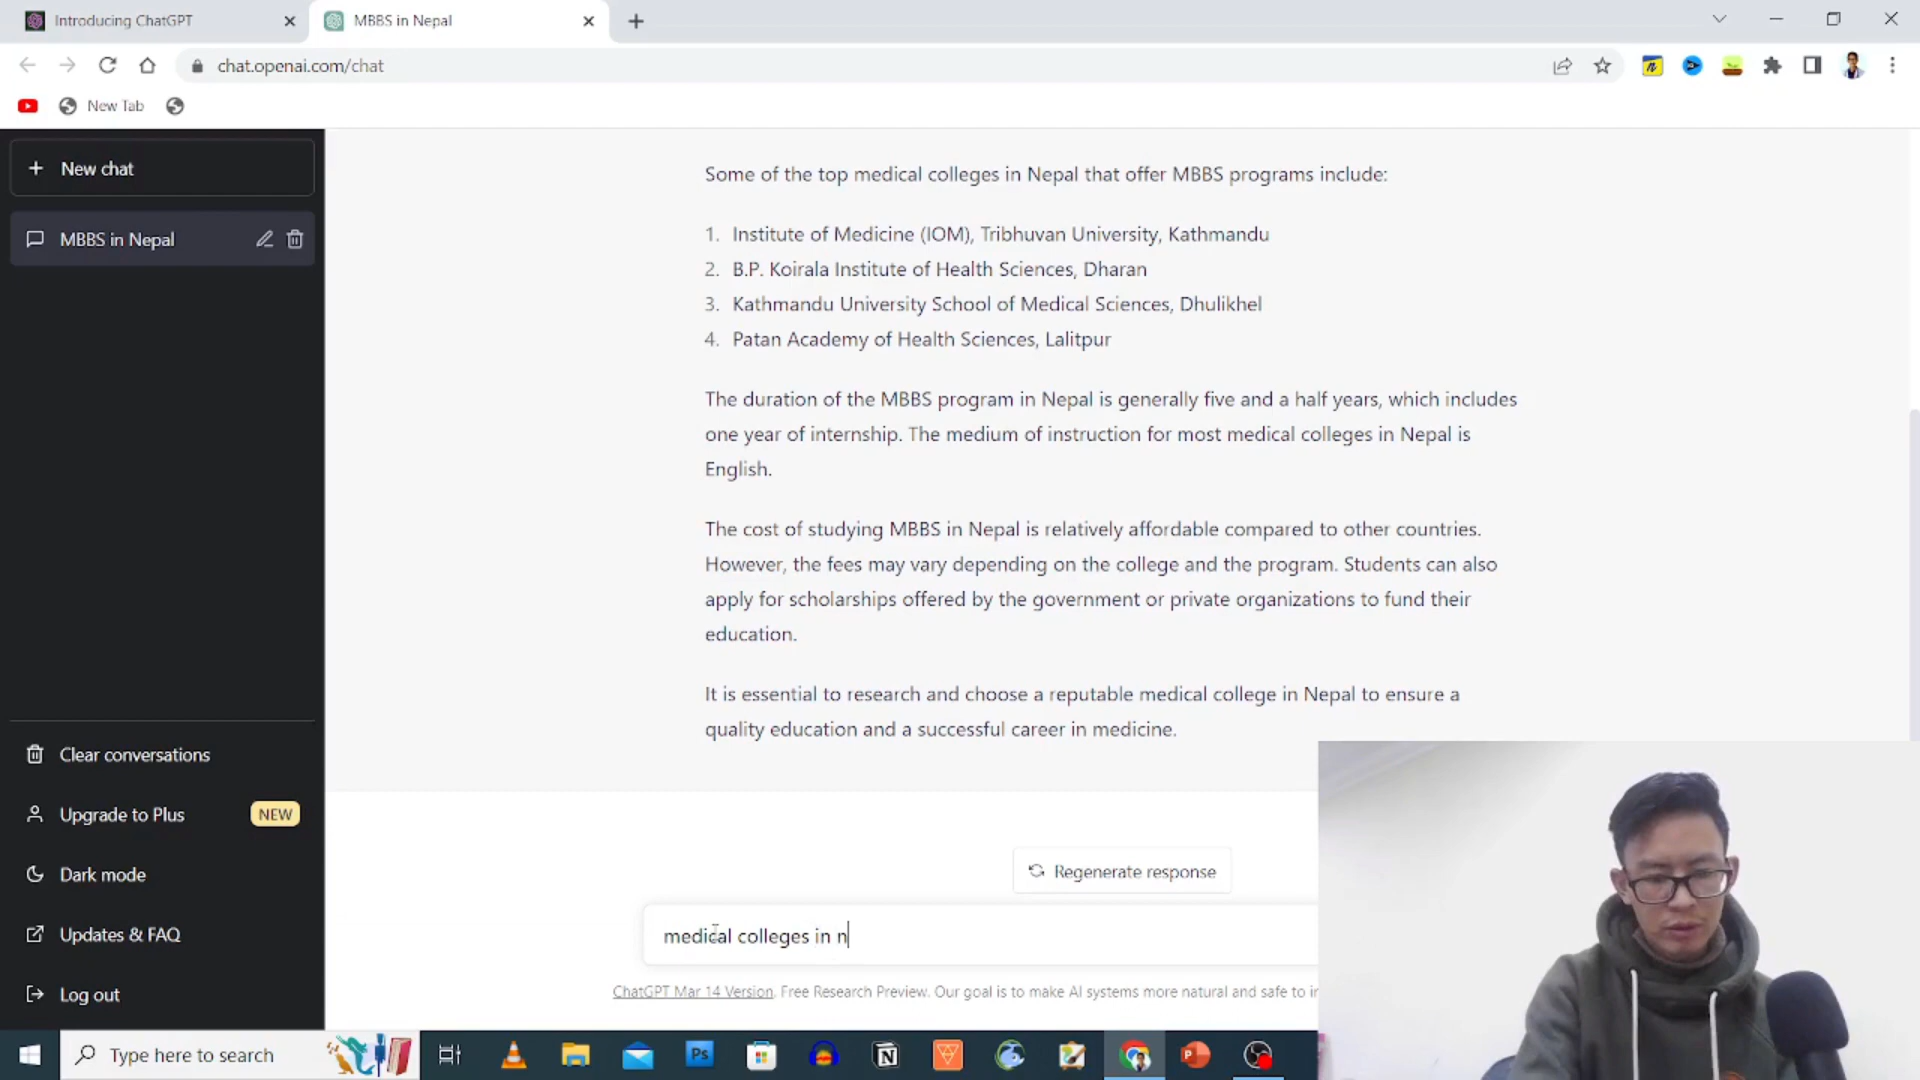 Introducing ChatGPT
MBBS in Nepal
chat.openai.com/chat
New Tab
New chat
MBBS in Nepal
Some of the top medical colleges in Nepal that offer MBBS programs include:
1. Institute of Medicine (IOM), Tribhuvan University, Kathmandu
2. B.P. Koirala Institute of Health Sciences, Dharan
3. Kathmandu University School of Medical Sciences, Dhulikhel
4. Patan Academy of Health Sciences, Lalitpur
The duration of the MBBS program in Nepal is generally five and a half years, which includes
one year of internship. The medium of instruction for most medical colleges in Nepal is
English.
The cost of studying MBBS in Nepal is relatively affordable compared to other countries.
However, the fees may vary depending on the college and the program. Students can also
apply for scholarships offered by the government or private organizations to fund their
education.
It is essential to research and choose a reputable medical college in Nepal to ensure a
quality education and a successful career in medicine.
Clear conversations
Upgrade to Plus
NEW
Dark mode
Updates & FAQ
Log out
Regenerate response
medical colleges in n
ChatGPT Mar 14 Version. Free Research Preview. Our goal is to make AI systems more natural and safe to
Type here to search
Ps